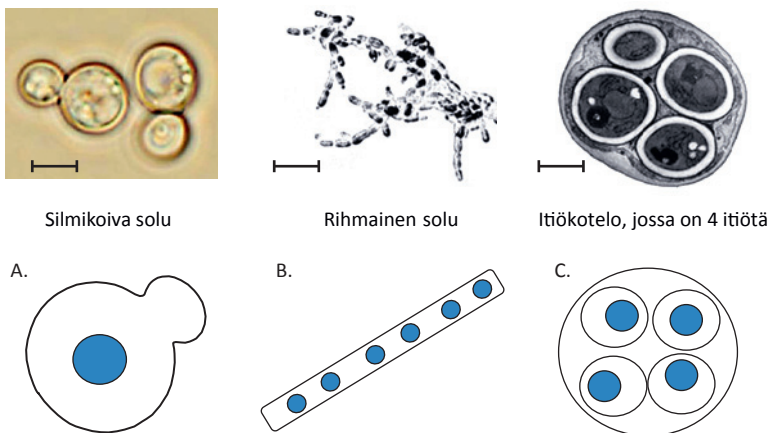 Silmikoiva solu
Rihmainen solu
Itiökotelo, jossa on 4 itiötä
A.
B.
C.